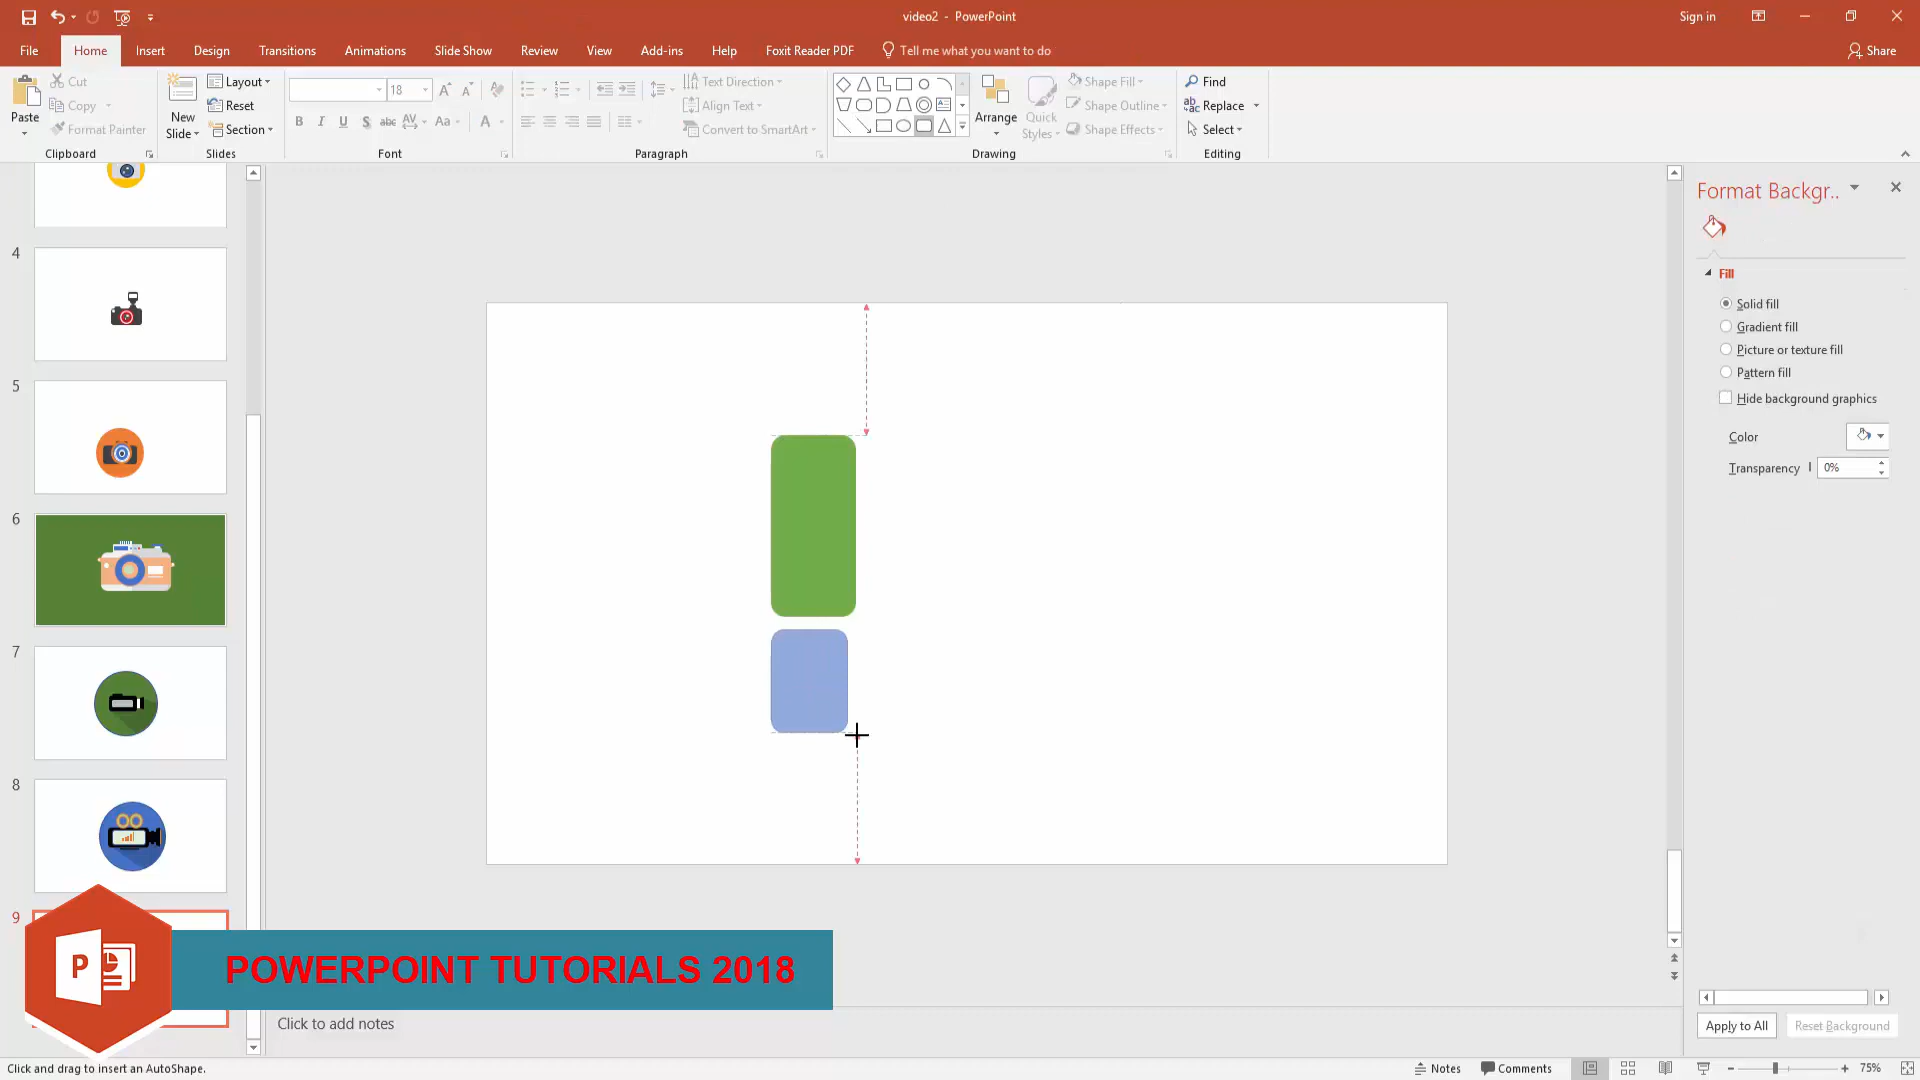 video2 - PowerPoint
Sign in
File
Home
Insert
Design
Transitions
Animations
Slide Show
Review
View
Add-ins
Help
Foxit Reader PDF
Tell me what you want to do
Share
Paste
Cut
Copy
Format Painter
Clipboard
New
Slide
Layout
Reset
Section
Slides
18
B I U S abc AV Aa A
Font
Text Direction
Align Text
Convert to SmartArt
Paragraph
Arrange
Quick
Styles
Shape Fill
Shape Outline
Shape Effects
Drawing
Find
Replace
Select
Editing
4
5
6
7
8
9
Format Backgr..
Fill
Solid fill
Gradient fill
Picture or texture fill
Pattern fill
Hide background graphics
Color
Transparency
0%
Apply to All
Reset Background
P
POWERPOINT TUTORIALS 2018
Click to add notes
Click and drag to insert an AutoShape.
Notes
Comments
75%